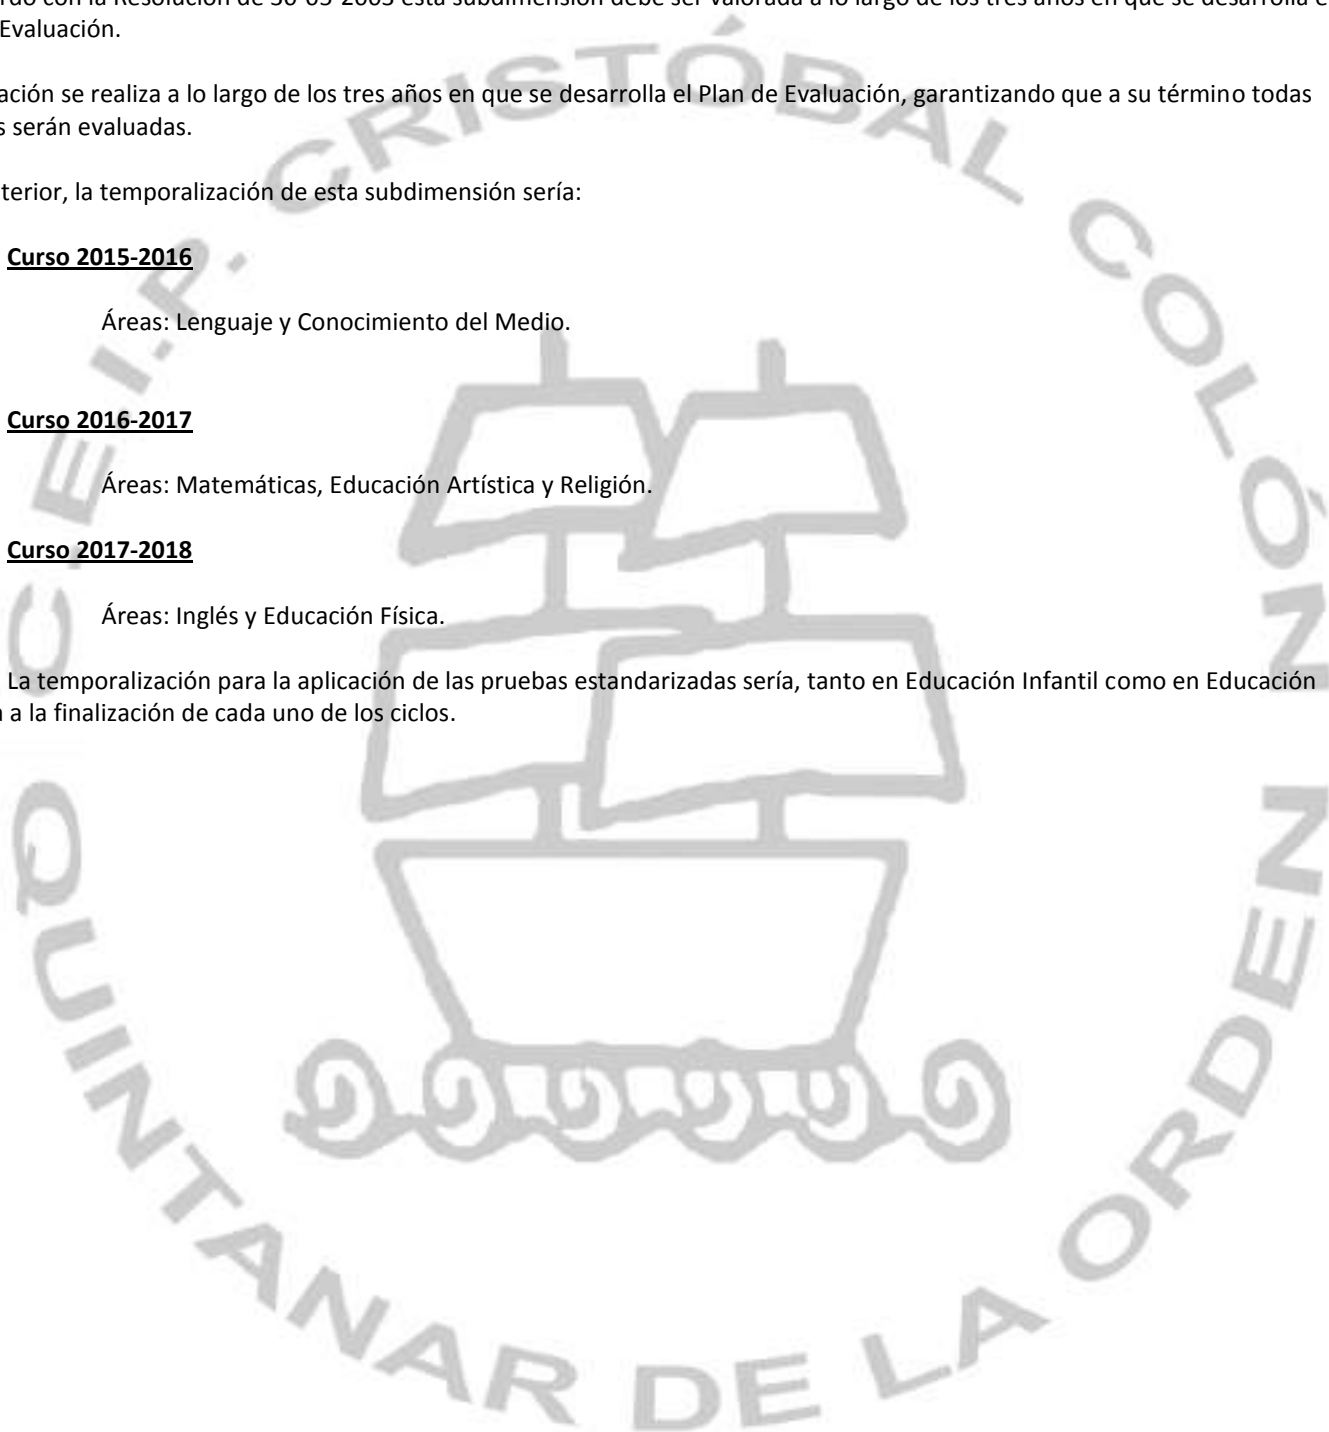 rdo con la Resolución de 30-05-2003 esta subdimensión debe ser valorada a lo largo de los tres años en que se desarrolla e
Evaluación.
ación se realiza a lo largo de los tres años en que se desarrolla el Plan de Evaluación, garantizando que a su término todas
s serán evaluadas.
terior, la temporalización de esta subdimensión sería:
Curso 2015-2016
Áreas: Lenguaje y Conocimiento del Medio.
Curso 2016-2017
Áreas: Matemáticas, Educación Artística y Religión.
Curso 2017-2018
Áreas: Inglés y Educación Física.
La temporalización para la aplicación de las pruebas estandarizadas sería, tanto en Educación Infantil como en Educación
a la finalización de cada uno de los ciclos.
C.E.I.P. CRISTÓBAL COLÓN
QUINTANAR DE LA ORDEN